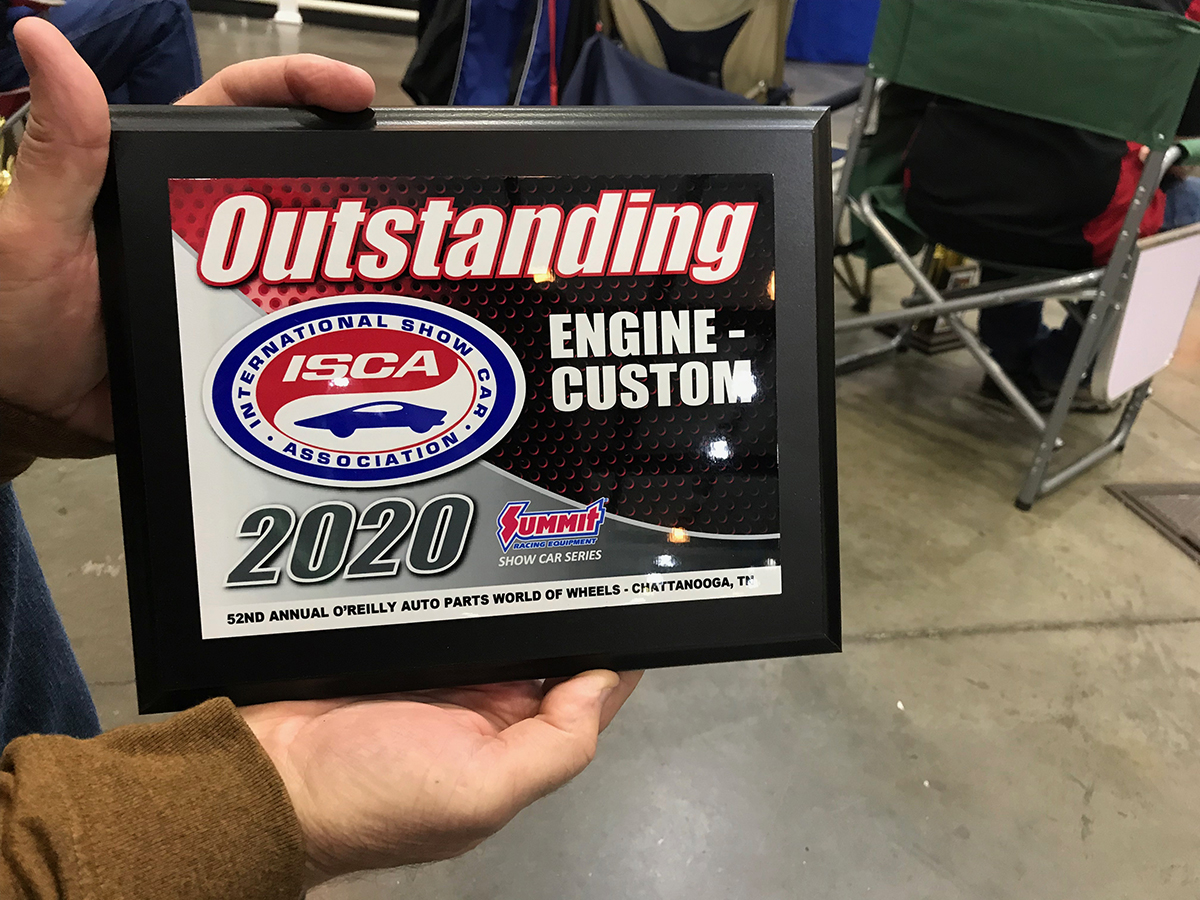 Outstanding
INTERNATIONAL SHOW CAR
ISCA
ASSOCIATION
ENGINE -
CUSTOM
2020
SUMMIT
RACING EQUIPMENT
SHOW CAR SERIES
52ND ANNUAL O'REILLY AUTO PARTS WORLD OF WHEELS - CHATTANOOGA, TN